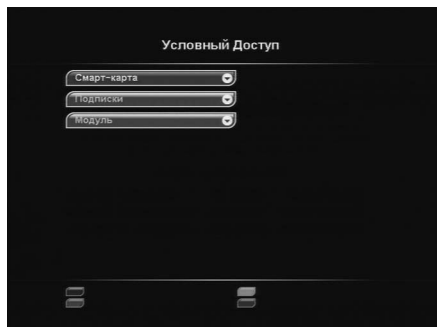 Условный Доступ
Смарт-карта
Подписки
Модуль